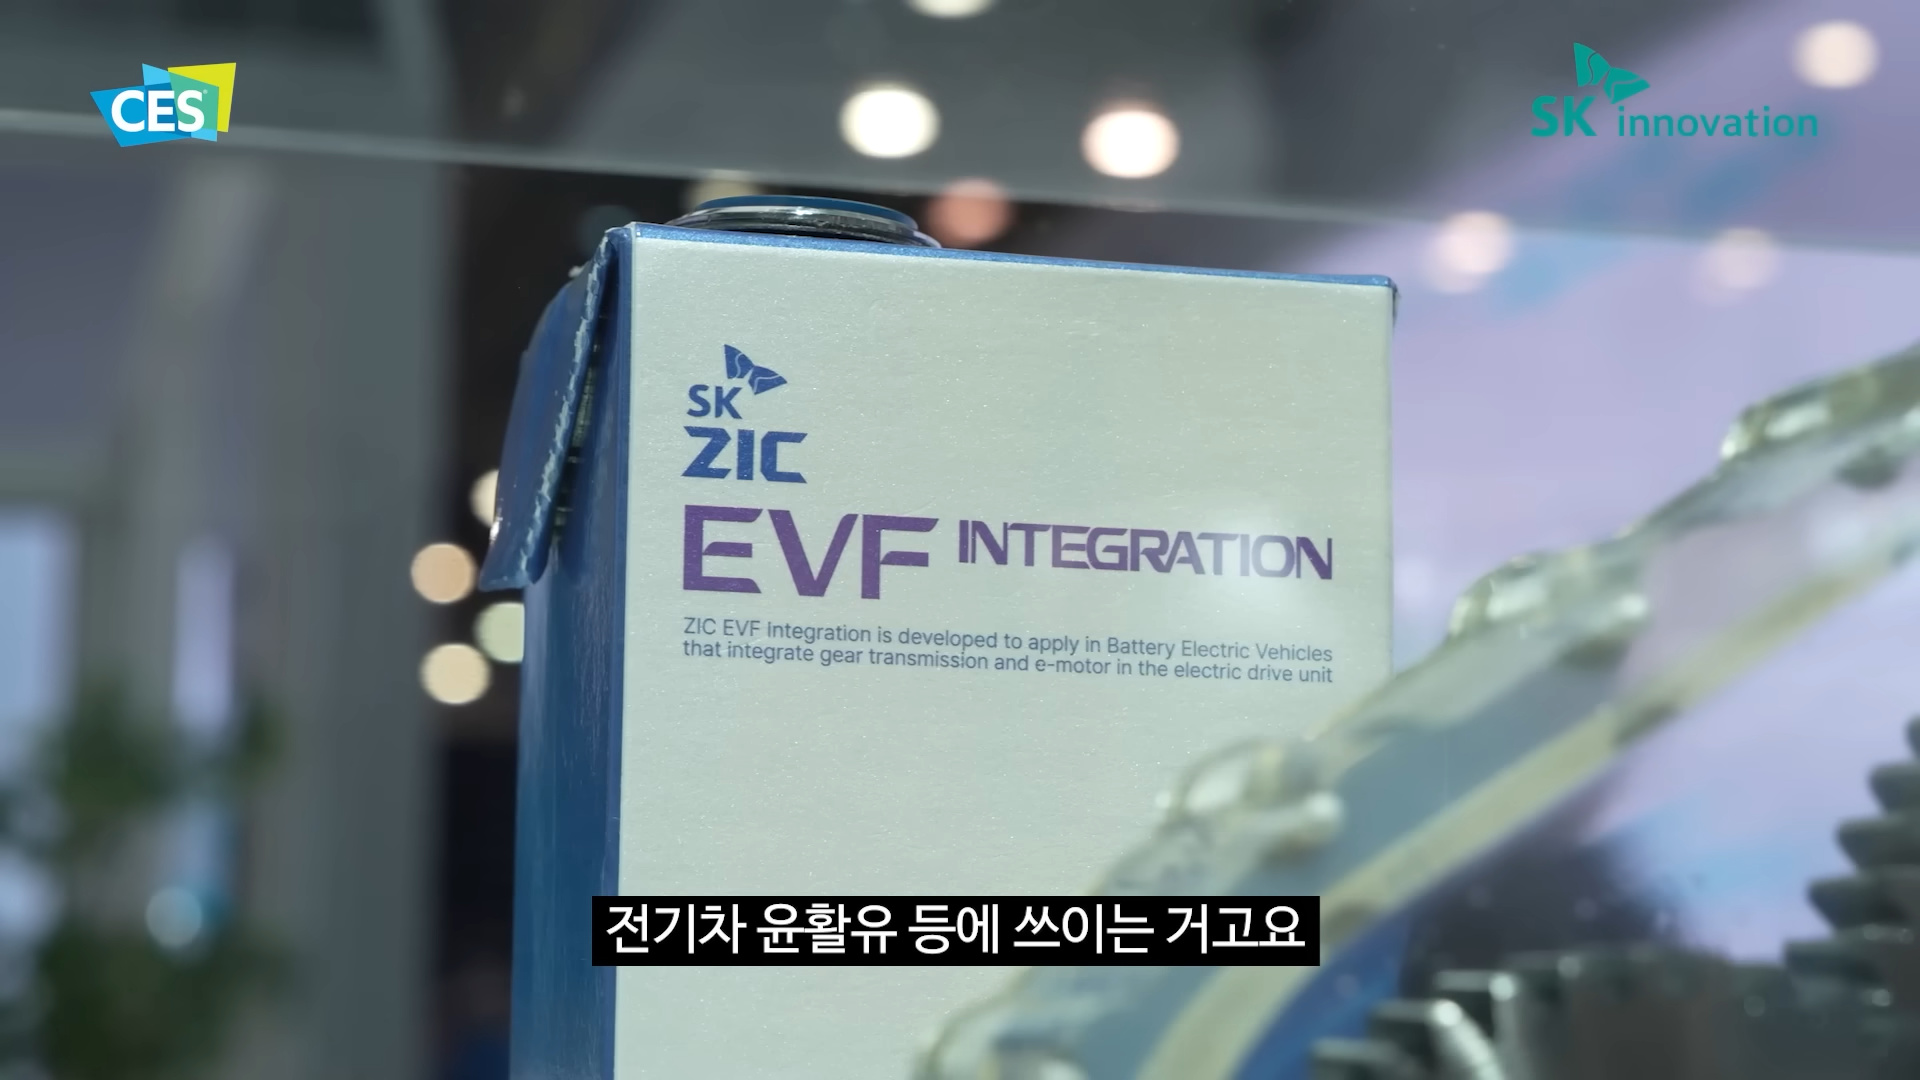 CES
SK innovation
SK
ZIC
EVF INTEGRATION
ZIC EVF Integration is developed to apply in Battery Electric Vehicles
that integrate gear transmission and e-motor in the electric drive unit
전기차 윤활유 등에 쓰이는 거고요